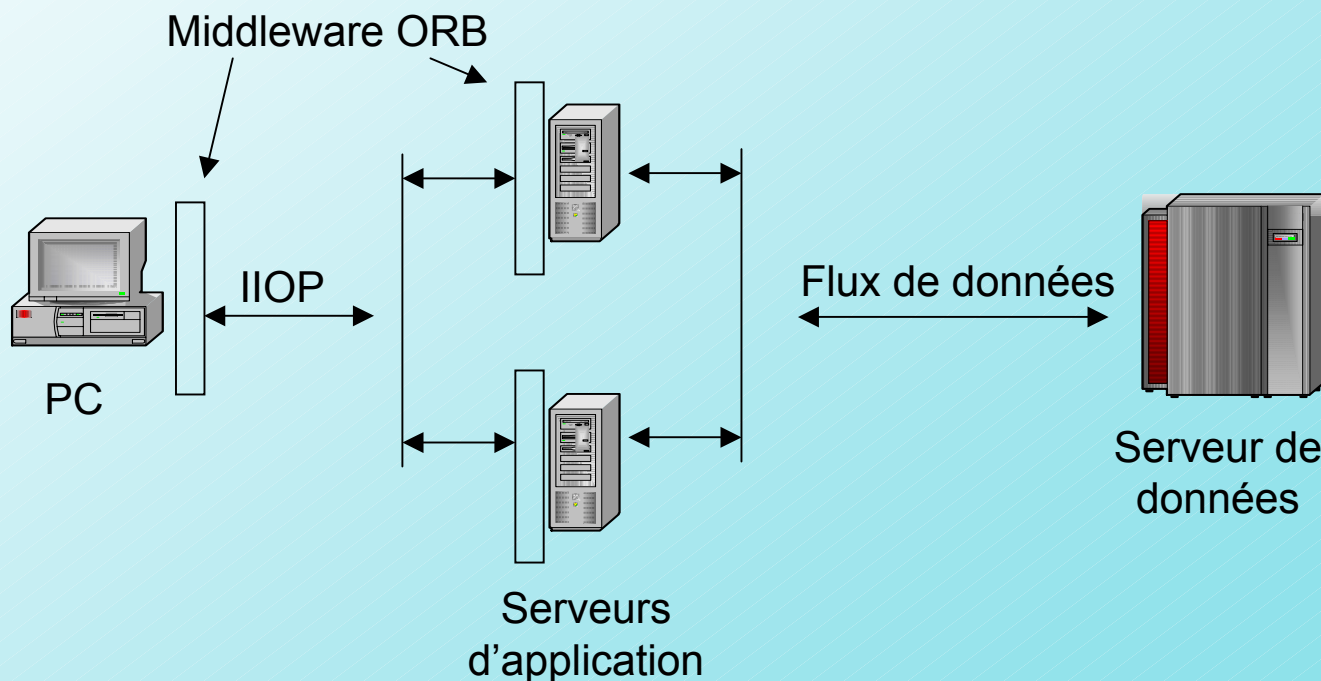 Middleware ORB
IIOP
Flux de données
PC
Serveur de
données
Serveurs
d’application